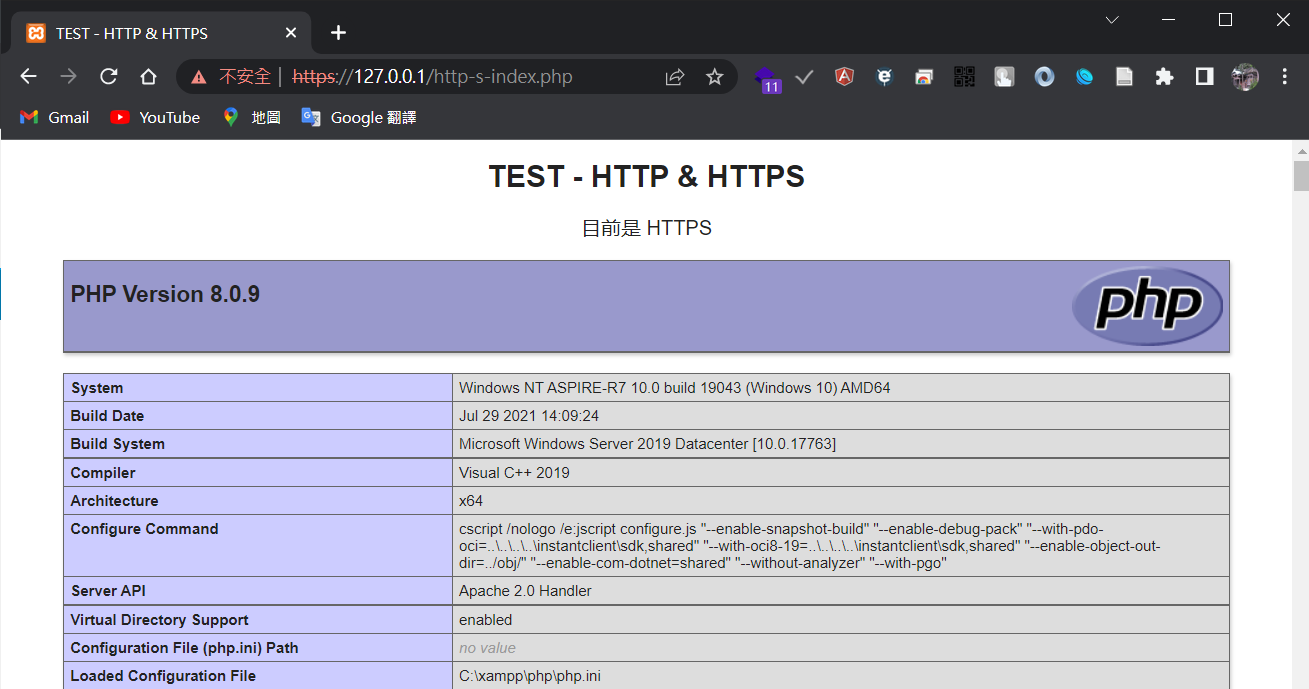 TEST - HTTP & HTTPS
不安全 | https://127.0.0.1/http-s-index.php
11
Gmail YouTube 地圖 Google 翻譯
TEST - HTTP & HTTPS
目前是 HTTPS
PHP Version 8.0.9
php
System Windows NT ASPIRE-R7 10.0 build 19043 (Windows 10) AMD64
Build Date Jul 29 2021 14:09:24
Build System Microsoft Windows Server 2019 Datacenter [10.0.17763]
Compiler Visual C++ 2019
Architecture x64
Configure Command cscript /nologo /e:jscript configure.js "--enable-snapshot-build" "--enable-debug-pack" "--with-pdo-
oci=..\..\..\..\instantclient\sdk,shared" "--with-oci8-19=..\..\..\..\instantclient\sdk,shared" "--enable-object-out-
dir=../obj/" "--enable-com-dotnet=shared" "--without-analyzer" "--with-pgo"
Server API Apache 2.0 Handler
Virtual Directory Support enabled
Configuration File (php.ini) Path no value
Loaded Configuration File C:\xampp\php\php.ini